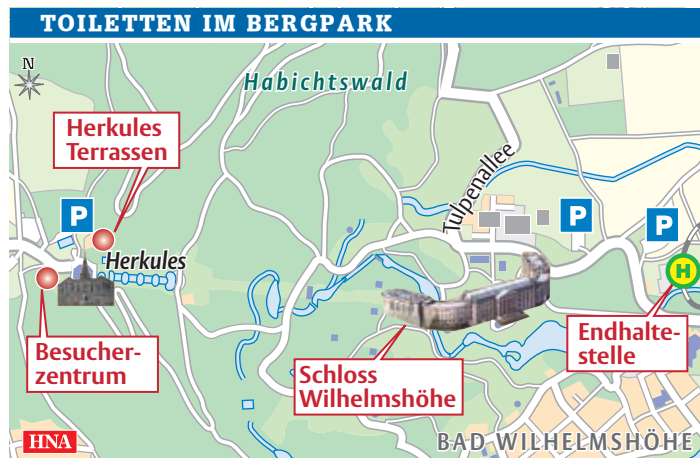 TOILETTEN IM BERGPARK
N
Habichtswald
Herkules
Terrassen
Tulpenallee
P
P
P
Herkules
H
Besucher-
zentrum
Schloss
Wilhelmshöhe
Endhalte-
stelle
HNA
BAD WILHELMSHÖHE